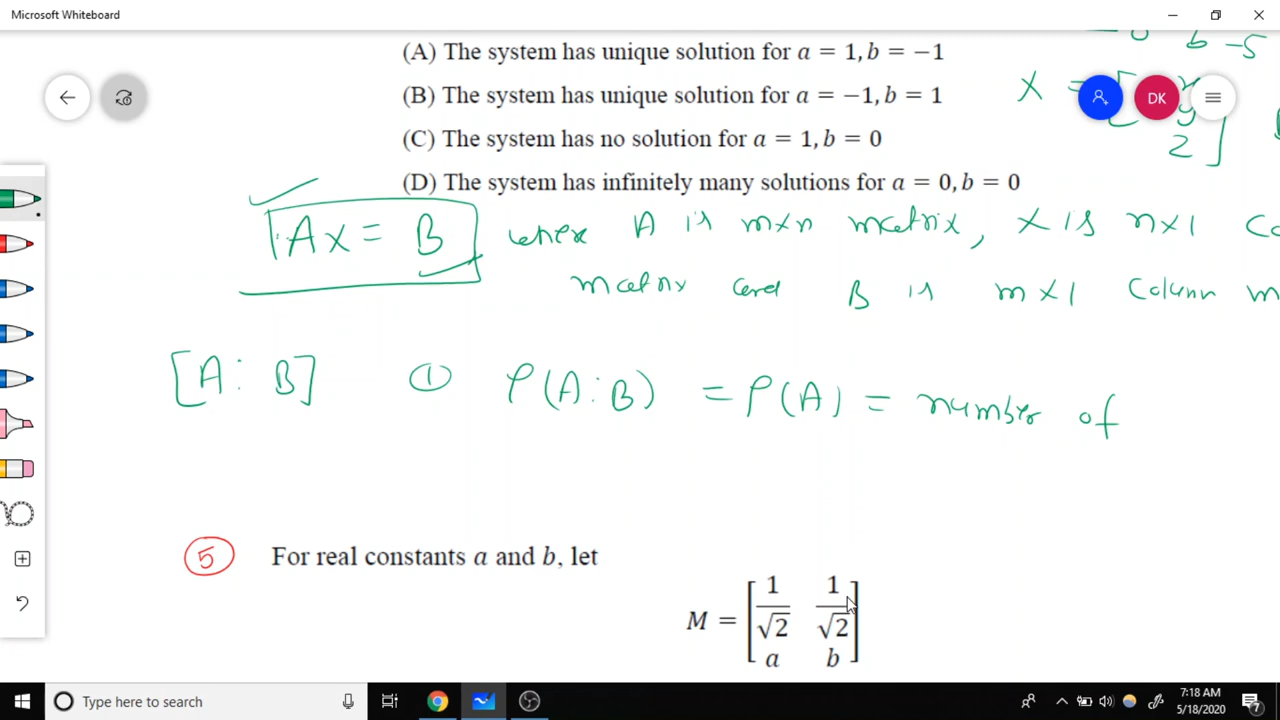 Microsoft Whiteboard
(A) The system has unique solution for a = 1, b = −1
(B) The system has unique solution for a = −1, b = 1
(C) The system has no solution for a = 1, b = 0
(D) The system has infinitely many solutions for a = 0, b = 0
b -5
X =
y
z
DK
AX = B where A is m×n matrix, X is n×1
matrix and B is m×1 column m
[A : B] ① ρ(A : B) = ρ(A) = number of
5 For real constants a and b, let
M = [1/√2 1/√2
a b]
Type here to search
7:18 AM
5/18/2020
7